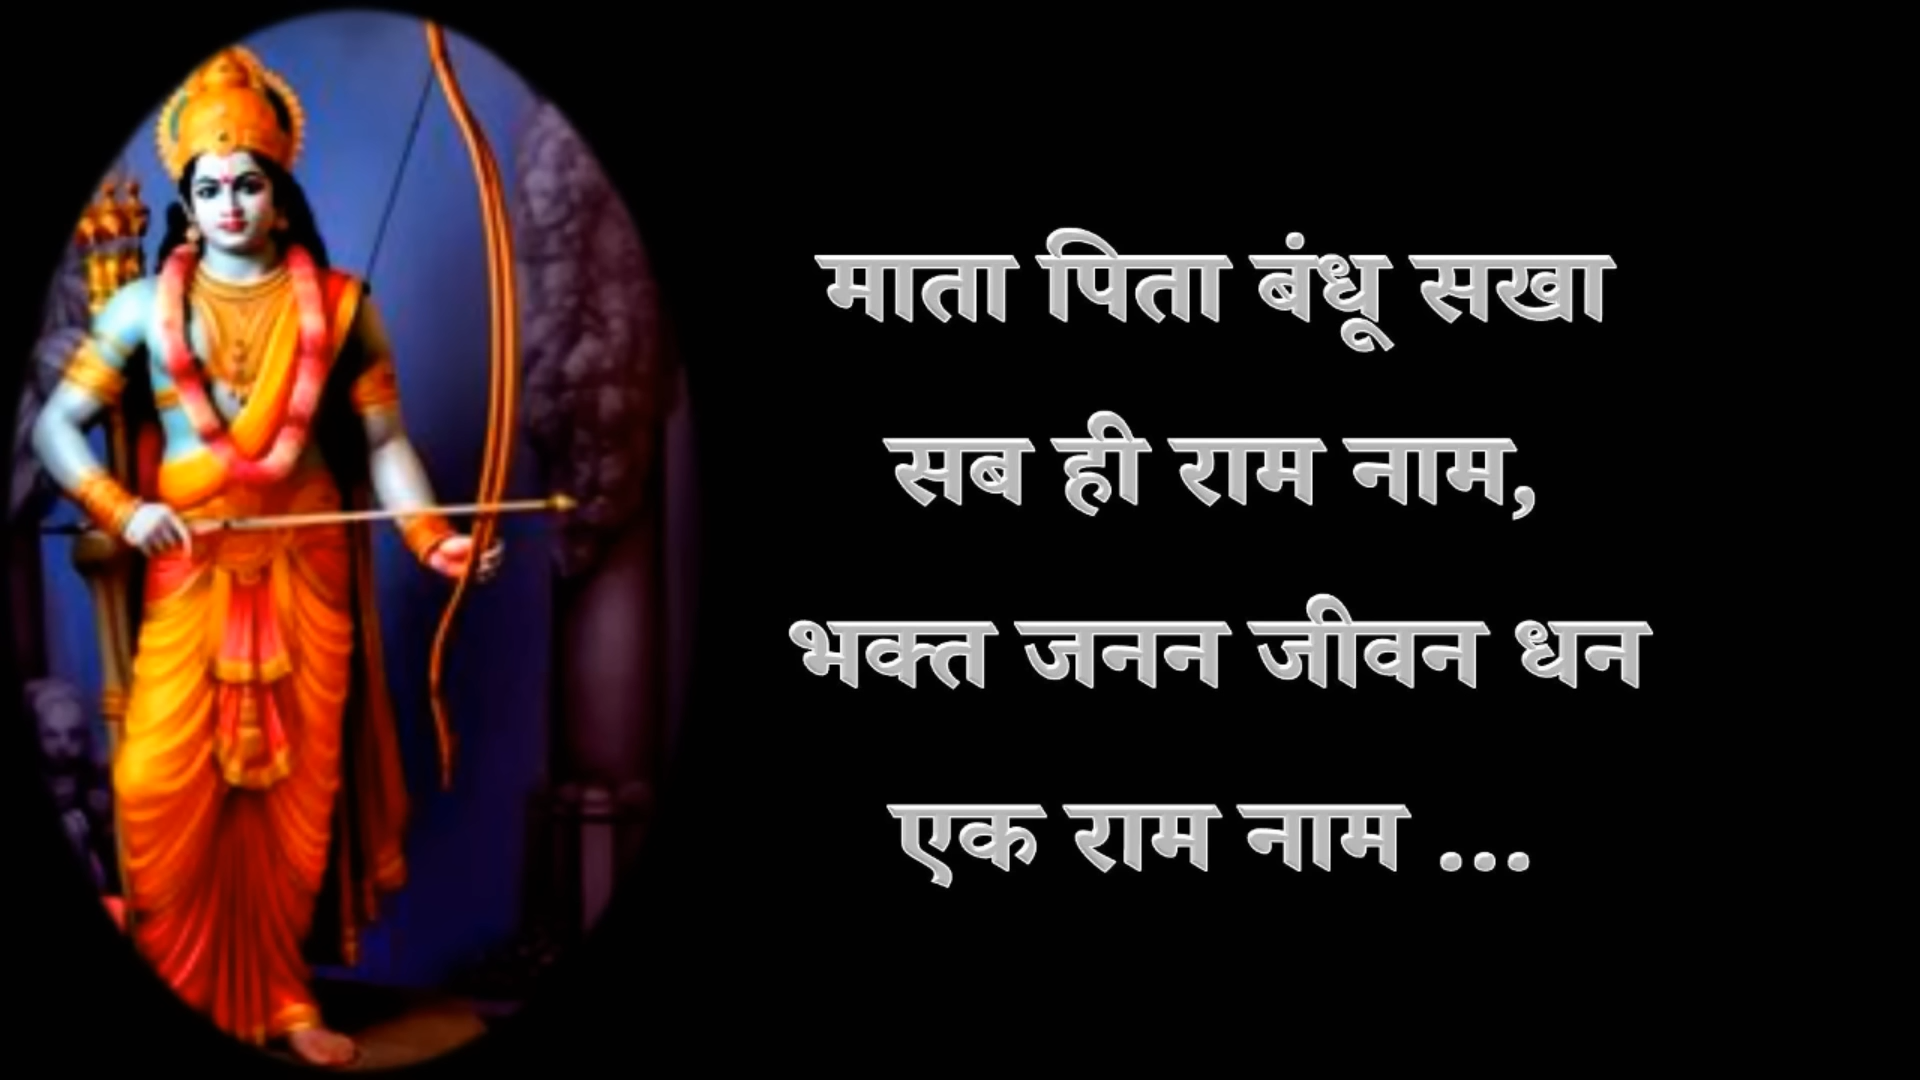 माता पिता बंधू सखा
सब ही राम नाम,
भक्त जनन जीवन धन
एक राम नाम ...